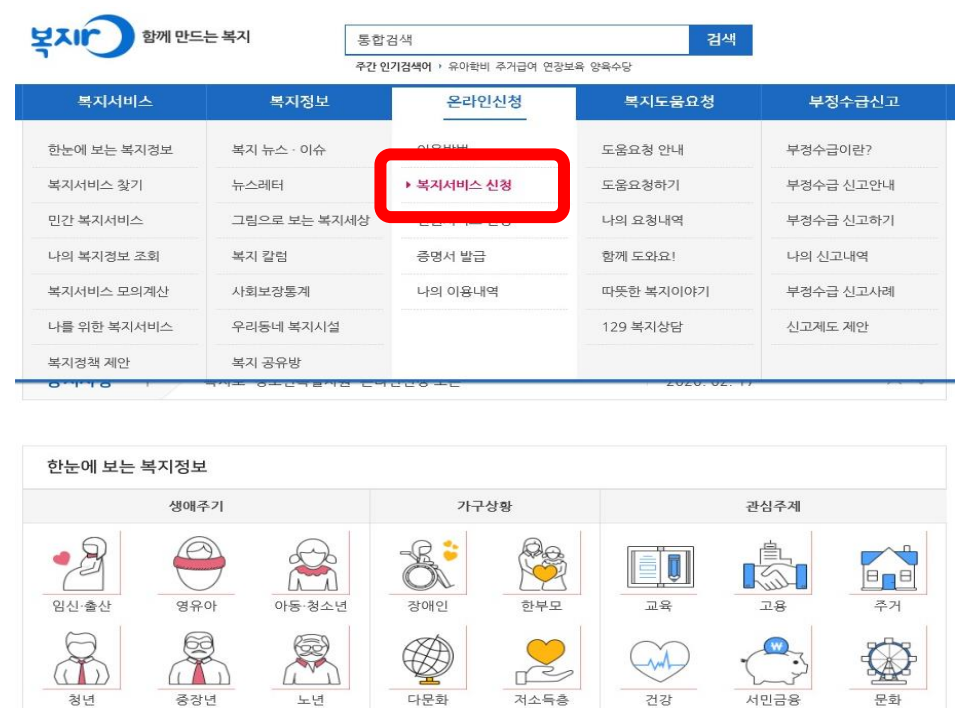 복지로 함께 만드는 복지
통합검색 검색
주간 인기검색어 › 유아학비 주거급여 연장보육 양육수당
복지서비스 복지정보 온라인신청 복지도움요청 부정수급신고
한눈에 보는 복지정보 복지 뉴스 · 이슈 이용방법 도움요청 안내 부정수급이란?
복지서비스 찾기 뉴스레터 복지서비스 신청 도움요청하기 부정수급 신고안내
민간 복지서비스 그림으로 보는 복지세상 나의 요청내역 부정수급 신고하기
나의 복지정보 조회 복지 칼럼 증명서 발급 함께 도와요! 나의 신고내역
복지서비스 모의계산 사회보장통계 나의 이용내역 따뜻한 복지이야기 부정수급 신고사례
나를 위한 복지서비스 우리동네 복지시설 129 복지상담 신고제도 제안
복지정책 제안 복지 공유방
2020. 02. 17
한눈에 보는 복지정보
생애주기 가구상황 관심주제
임신·출산 영유아 아동·청소년 장애인 한부모 교육 고용 주거
청년 중장년 노년 다문화 저소득층 건강 서민금융 문화